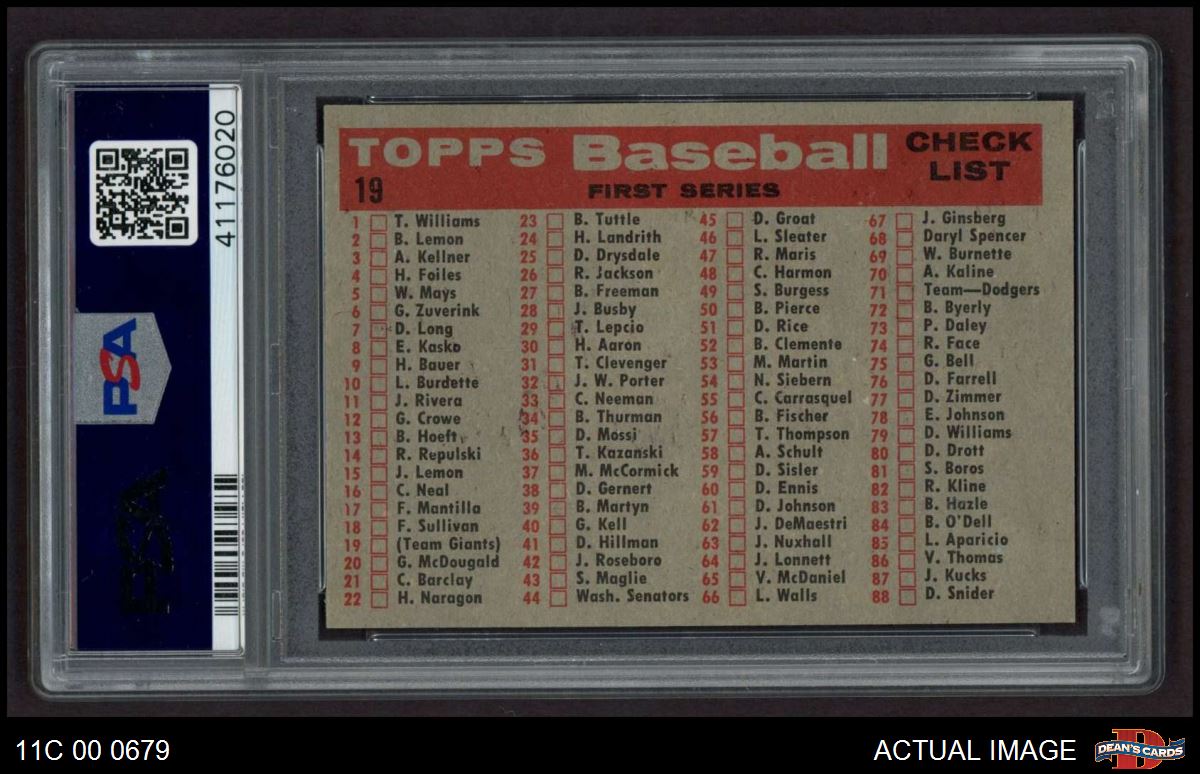 41176020
PSA
PSA
TOPPS Baseball CHECK LIST
19
FIRST SERIES
1 T. Williams
2 B. Lemon
3 A. Kellner
4 H. Foiles
5 W. Mays
6 G. Zuverink
7 D. Long
8 E. Kasko
9 H. Bauer
10 L. Burdette
11 J. Rivera
12 G. Crowe
13 B. Hoeft
14 R. Repulski
15 J. Lemon
16 C. Neal
17 F. Mantilla
18 F. Sullivan
19 (Team Giants)
20 G. McDougald
21 C. Barclay
22 H. Naragon
23 B. Tuttle
24 H. Landrith
25 D. Drysdale
26 R. Jackson
27 B. Freeman
28 J. Busby
29 T. Lepcio
30 H. Aaron
31 T. Clevenger
32 J. W. Porter
33 C. Neeman
34 B. Thurman
35 D. Mossi
36 T. Kazanski
37 M. McCormick
38 D. Gernert
39 B. Martyn
40 G. Kell
41 D. Hillman
42 J. Roseboro
43 S. Maglie
44 Wash. Senators
45 D. Groat
46 L. Sleater
47 R. Maris
48 C. Harmon
49 S. Burgess
50 B. Pierce
51 D. Rice
52 B. Clemente
53 M. Martin
54 N. Siebern
55 C. Carrasquel
56 B. Fischer
57 T. Thompson
58 A. Schult
59 D. Sisler
60 D. Ennis
61 D. Johnson
62 J. DeMaestri
63 J. Nuxhall
64 J. Lonnett
65 V. McDaniel
66 L. Walls
67 J. Ginsberg
68 Daryl Spencer
69 W. Burnette
70 A. Kaline
71 Team—Dodgers
72 B. Byerly
73 P. Daley
74 R. Face
75 G. Bell
76 D. Farrell
77 D. Zimmer
78 E. Johnson
79 D. Williams
80 D. Drott
81 S. Boros
82 R. Kline
83 B. Hazle
84 B. O'Dell
85 L. Aparicio
86 V. Thomas
87 J. Kucks
88 D. Snider
11C 00 0679
ACTUAL IMAGE
DEAN'S CARDS